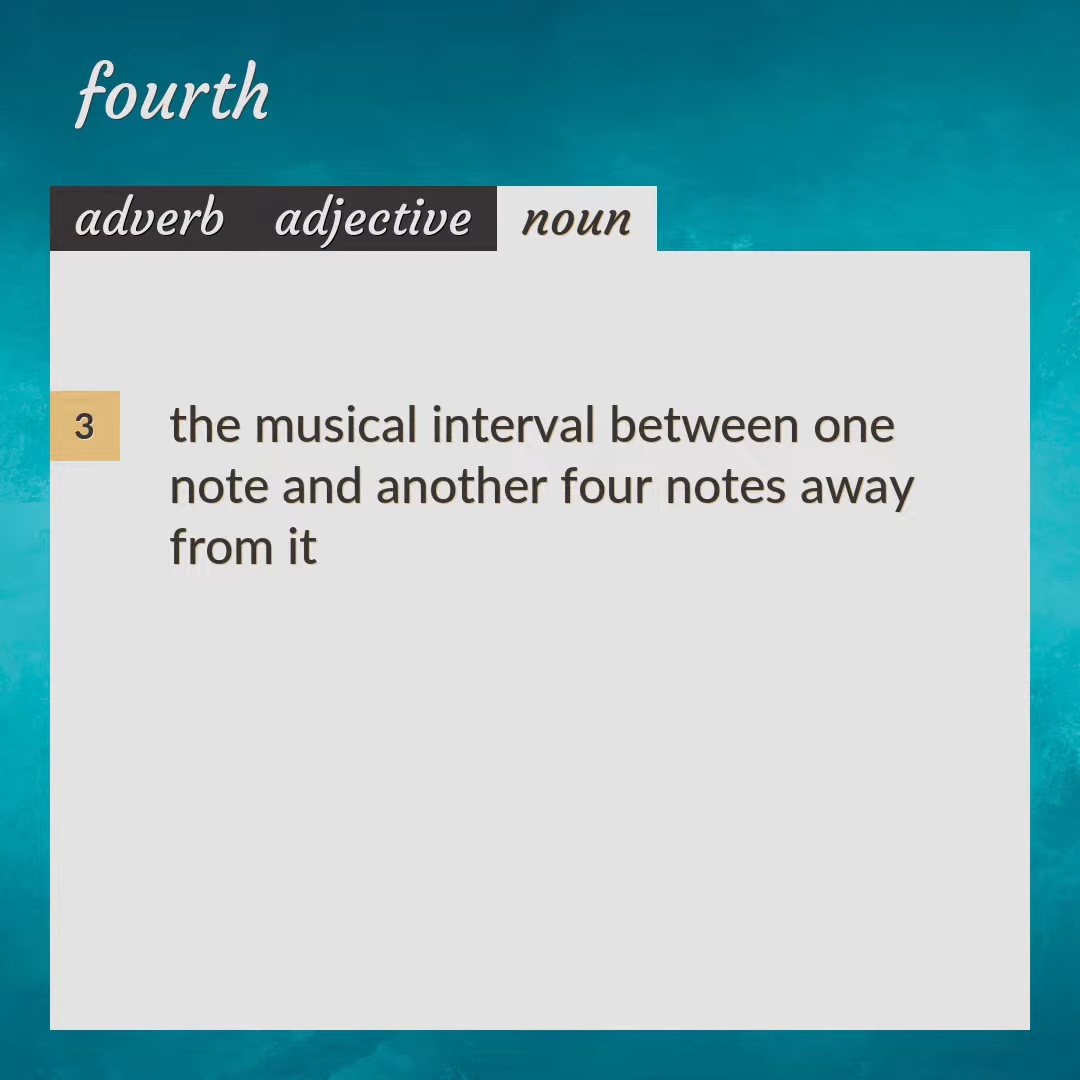 fourth
adverb adjective noun
3 the musical interval between one
note and another four notes away
from it